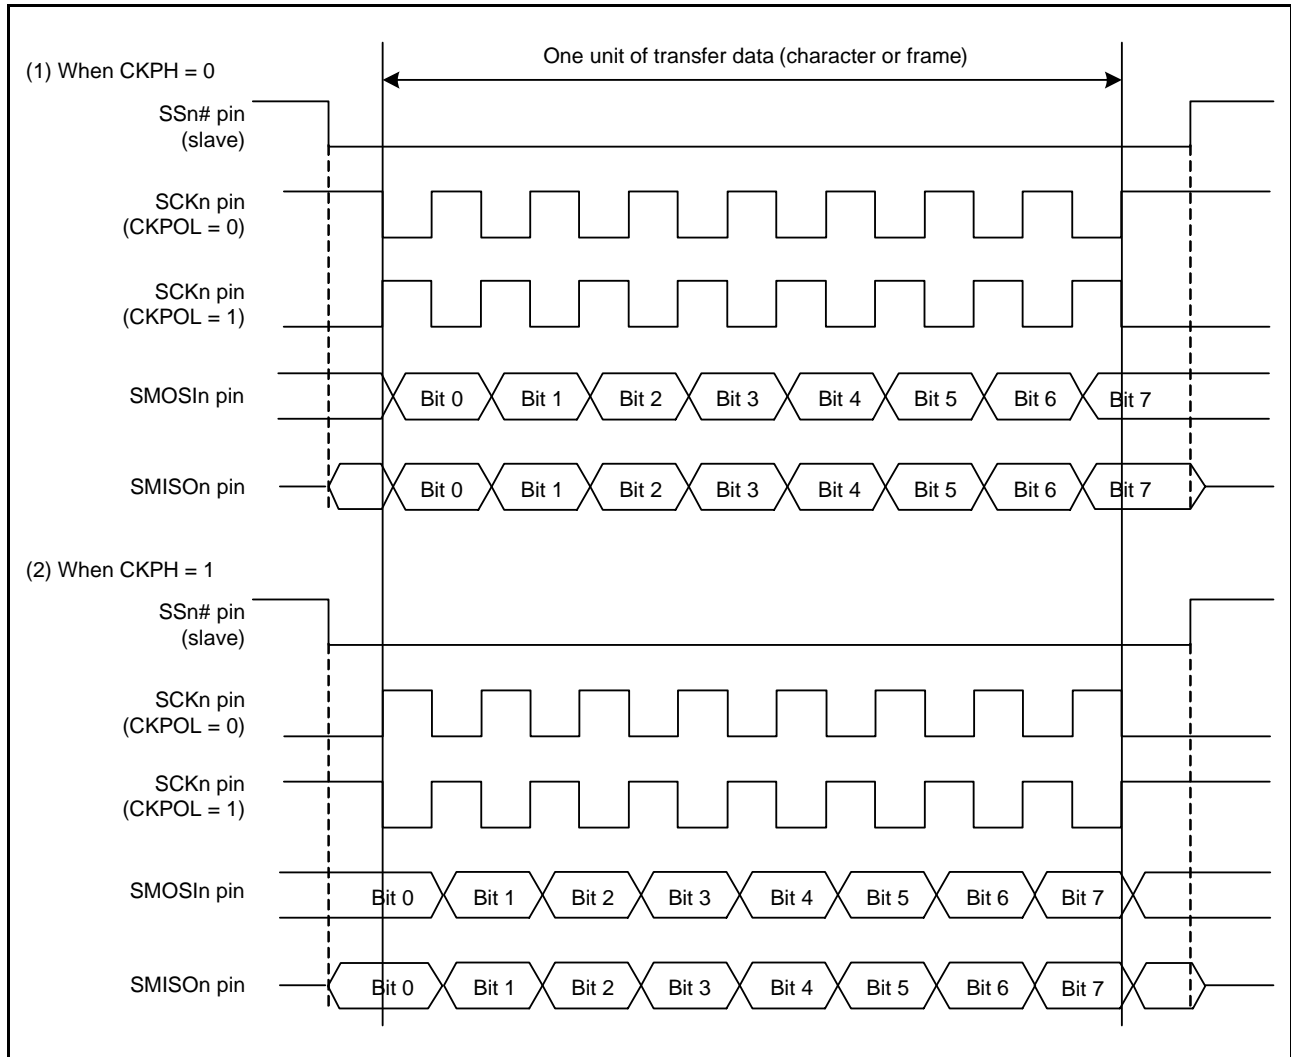 One unit of transfer data (character or frame)
(1) When CKPH = 0
SSn# pin
(slave)
SCKn pin
(CKPOL = 0)
SCKn pin
(CKPOL = 1)
SMOSIn pin
Bit 0 Bit 1 Bit 2 Bit 3 Bit 4 Bit 5 Bit 6 Bit 7
SMISOn pin
Bit 0 Bit 1 Bit 2 Bit 3 Bit 4 Bit 5 Bit 6 Bit 7
(2) When CKPH = 1
SSn# pin
(slave)
SCKn pin
(CKPOL = 0)
SCKn pin
(CKPOL = 1)
SMOSIn pin
Bit 0 Bit 1 Bit 2 Bit 3 Bit 4 Bit 5 Bit 6 Bit 7
SMISOn pin
Bit 0 Bit 1 Bit 2 Bit 3 Bit 4 Bit 5 Bit 6 Bit 7